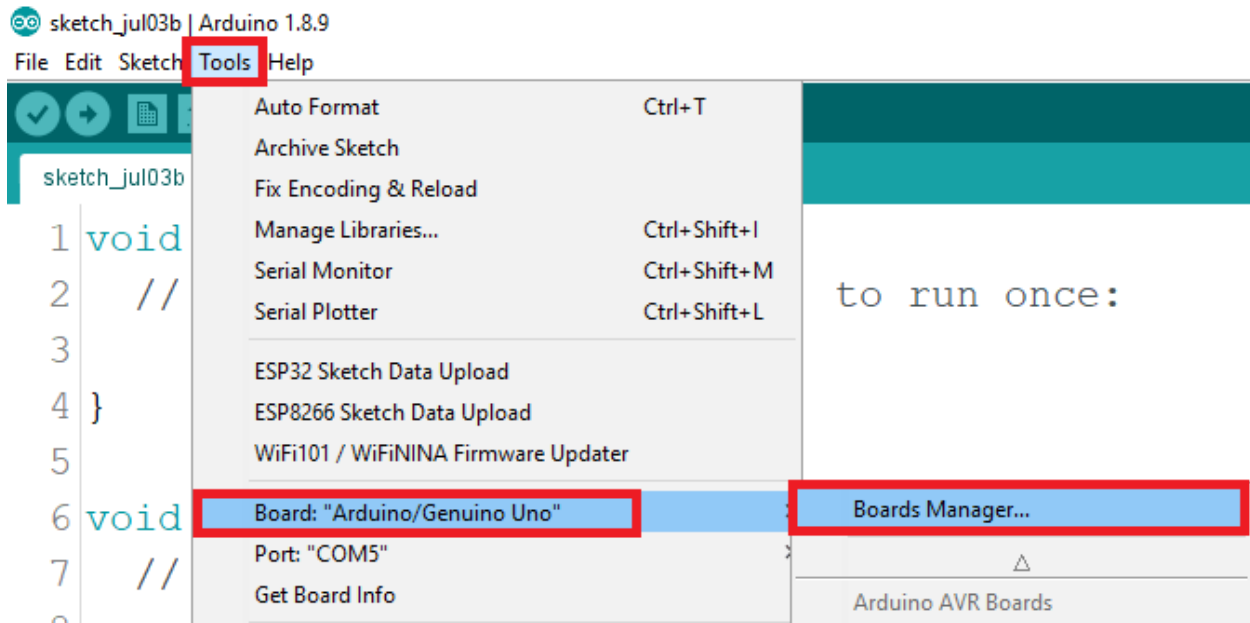 sketch_jul03b | Arduino 1.8.9
File Edit Sketch Tools Help
sketch_jul03b
Auto Format Ctrl+T
Archive Sketch
Fix Encoding & Reload
Manage Libraries... Ctrl+Shift+I
Serial Monitor Ctrl+Shift+M
Serial Plotter Ctrl+Shift+L
ESP32 Sketch Data Upload
ESP8266 Sketch Data Upload
WiFi101 / WiFiNINA Firmware Updater
Board: "Arduino/Genuino Uno"
Port: "COM5"
Get Board Info
Boards Manager...
Arduino AVR Boards
1 void
2 // to run once:
3
4 }
5
6 void
7 //